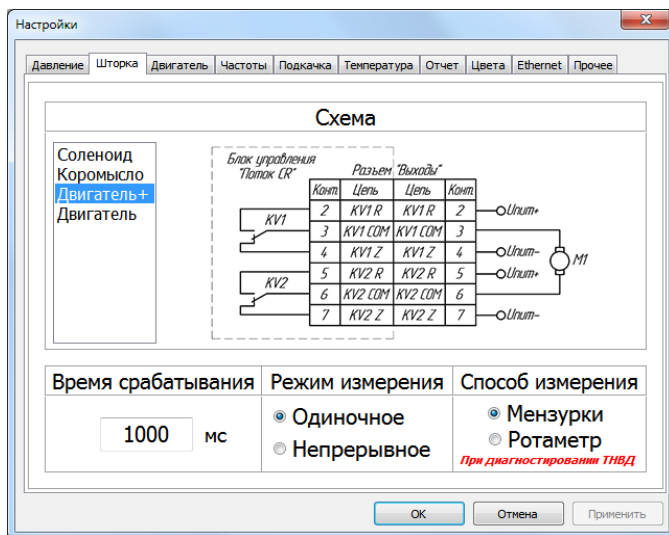 Настройки
Давление Шторка Двигатель Частоты Подкачка Температура Отчет Цвета Ethernet Прочее
Схема
Соленоид
Коромысло
Двигатель+
Двигатель
Блок управления
"Поток CR"
Разъем "Выходы"
Конт. Цепь Цепь Конт.
2 KV1 R KV1 R 2 Uпит+
KV1
3 KV1 COM KV1 COM 3
4 KV1 Z KV1 Z 4 Uпит-
M1
5 KV2 R KV2 R 5 Uпит+
KV2
6 KV2 COM KV2 COM 6
7 KV2 Z KV2 Z 7 Uпит-
Время срабатывания Режим измерения Способ измерения
1000 мс
Одиночное
Непрерывное
Мензурки
Ротаметр
При диагностировании ТНВД
ОК Отмена Применить